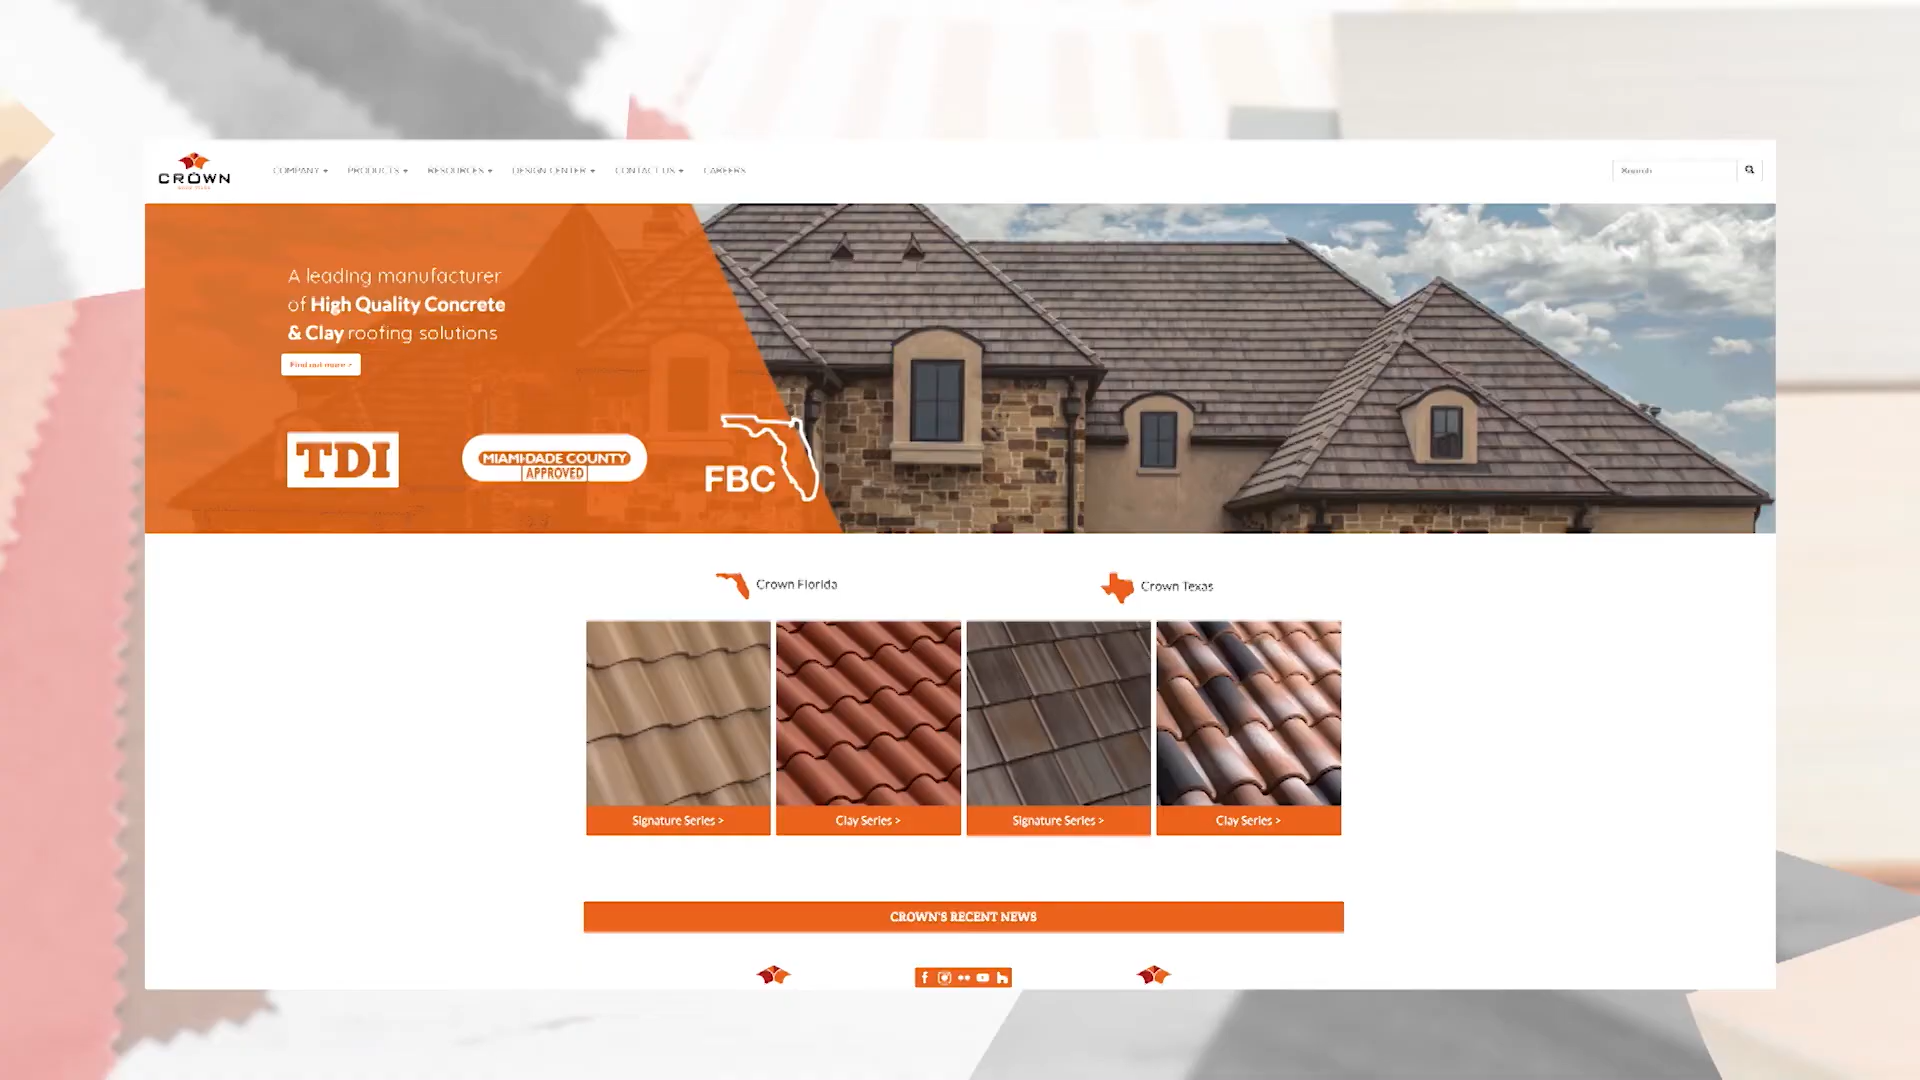 CROWN
ROOF TILES
COMPANY
PRODUCTS
RESOURCES
DESIGN CENTER
CONTACT US
CAREERS
Search
A leading manufacturer
of High Quality Concrete
& Clay roofing solutions
Find out more >
TDI
MIAMI-DADE COUNTY
APPROVED
FBC
Crown Florida
Crown Texas
Signature Series >
Clay Series >
Signature Series >
Clay Series >
CROWN'S RECENT NEWS